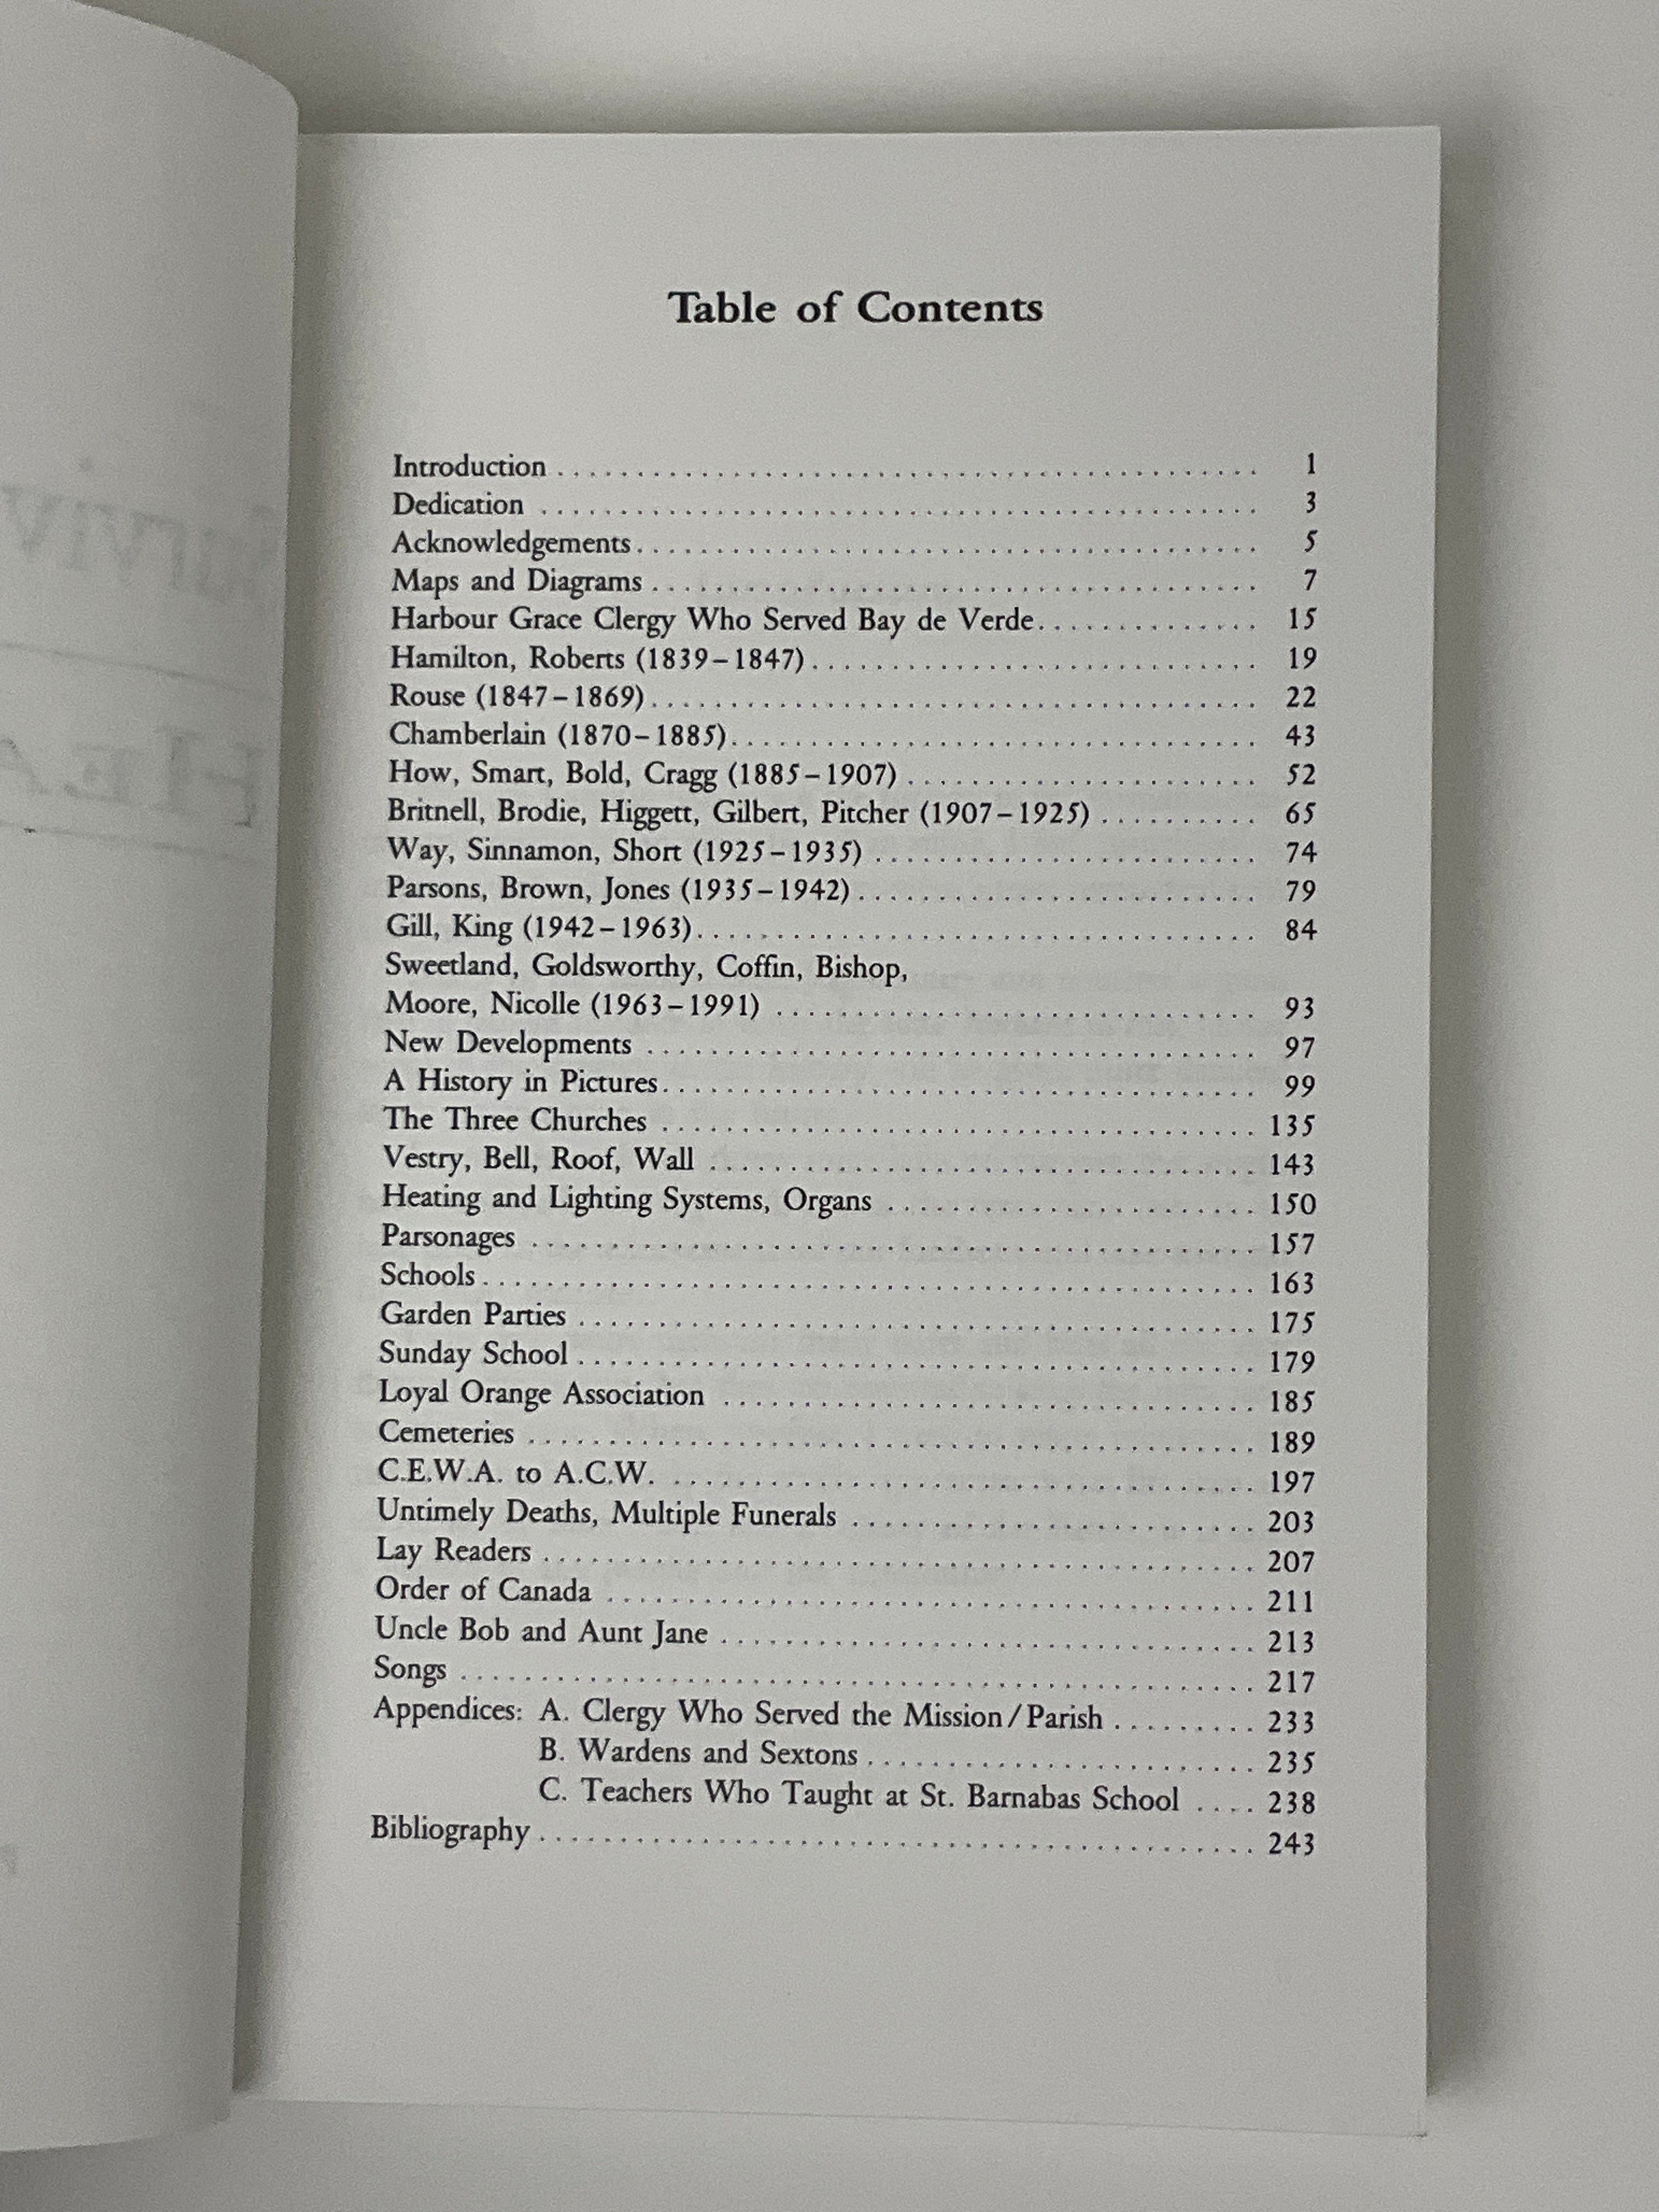 Table of Contents
Introduction . . . . . . . . . . . . . . . . . . . . 1
Dedication . . . . . . . . . . . . . . . . . . . . 3
Acknowledgements . . . . . . . . . . . . . . . . . . . . 5
Maps and Diagrams . . . . . . . . . . . . . . . . . . . . 7
Harbour Grace Clergy Who Served Bay de Verde . . . . . . . . . . . . . . 15
Hamilton, Roberts (1839–1847) . . . . . . . . . . . . . . . . . . . . 19
Rouse (1847–1869) . . . . . . . . . . . . . . . . . . . . 22
Chamberlain (1870–1885) . . . . . . . . . . . . . . . . . . . . 43
How, Smart, Bold, Cragg (1885–1907) . . . . . . . . . . . . . . . . . . . . 52
Britnell, Brodie, Higgett, Gilbert, Pitcher (1907–1925) . . . . . . . . . . 65
Way, Sinnamon, Short (1925–1935) . . . . . . . . . . . . . . . . . . . . 74
Parsons, Brown, Jones (1935–1942) . . . . . . . . . . . . . . . . . . . . 79
Gill, King (1942–1963) . . . . . . . . . . . . . . . . . . . . 84
Sweetland, Goldsworthy, Coffin, Bishop,
Moore, Nicolle (1963–1991) . . . . . . . . . . . . . . . . . . . . 93
New Developments . . . . . . . . . . . . . . . . . . . . 97
A History in Pictures . . . . . . . . . . . . . . . . . . . . 99
The Three Churches . . . . . . . . . . . . . . . . . . . . 135
Vestry, Bell, Roof, Wall . . . . . . . . . . . . . . . . . . . . 143
Heating and Lighting Systems, Organs . . . . . . . . . . . . . . . . . . . . 150
Parsonages . . . . . . . . . . . . . . . . . . . . 157
Schools . . . . . . . . . . . . . . . . . . . . 163
Garden Parties . . . . . . . . . . . . . . . . . . . . 175
Sunday School . . . . . . . . . . . . . . . . . . . . 179
Loyal Orange Association . . . . . . . . . . . . . . . . . . . . 185
Cemeteries . . . . . . . . . . . . . . . . . . . . 189
C.E.W.A. to A.C.W. . . . . . . . . . . . . . . . . . . . . 197
Untimely Deaths, Multiple Funerals . . . . . . . . . . . . . . . . . . . . 203
Lay Readers . . . . . . . . . . . . . . . . . . . . 207
Order of Canada . . . . . . . . . . . . . . . . . . . . 211
Uncle Bob and Aunt Jane . . . . . . . . . . . . . . . . . . . . 213
Songs . . . . . . . . . . . . . . . . . . . . 217
Appendices: A. Clergy Who Served the Mission/Parish . . . . . . . . . 233
B. Wardens and Sextons . . . . . . . . . . . . . . . . . . . . 235
C. Teachers Who Taught at St. Barnabas School . . . . 238
Bibliography . . . . . . . . . . . . . . . . . . . . 243